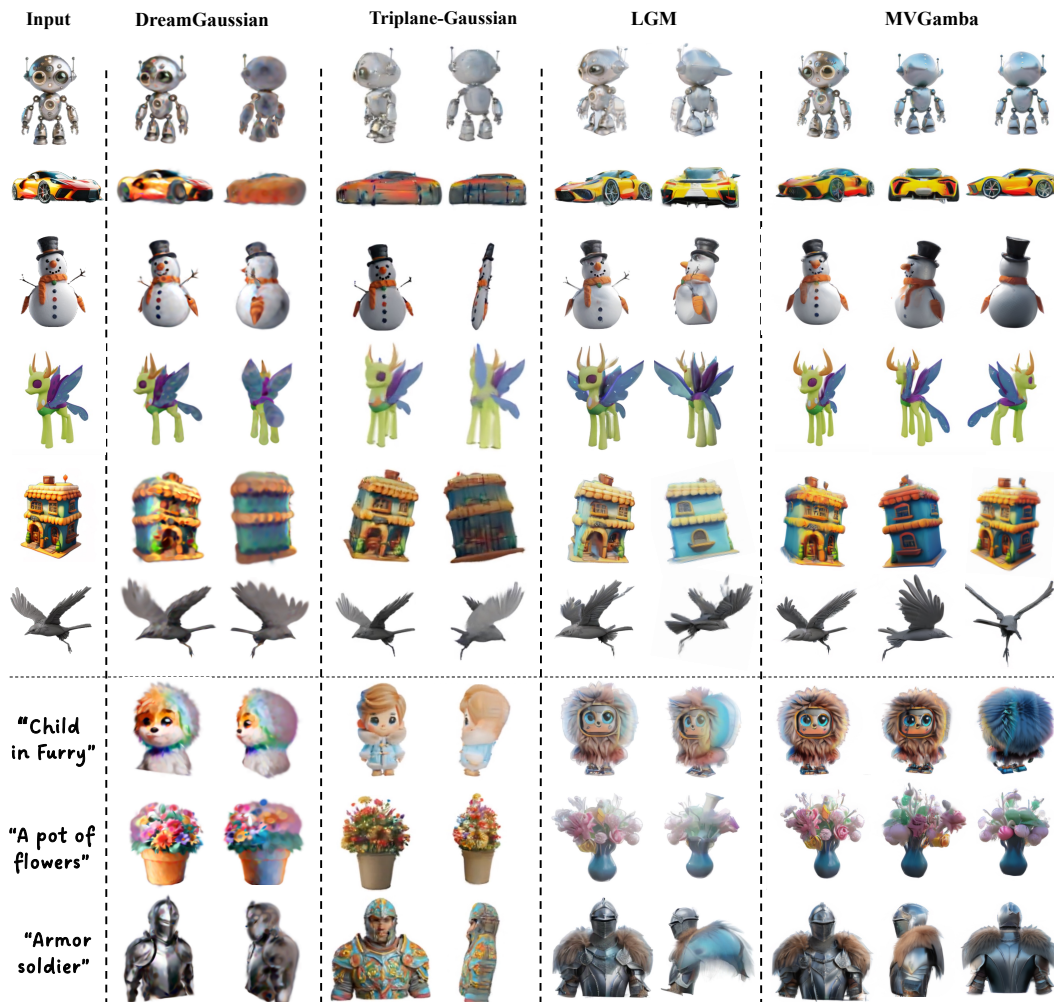 Input DreamGaussian Triplane-Gaussian LGM MVGamba
“Child
in Furry”
“A pot of
flowers”
“Armor
soldier”